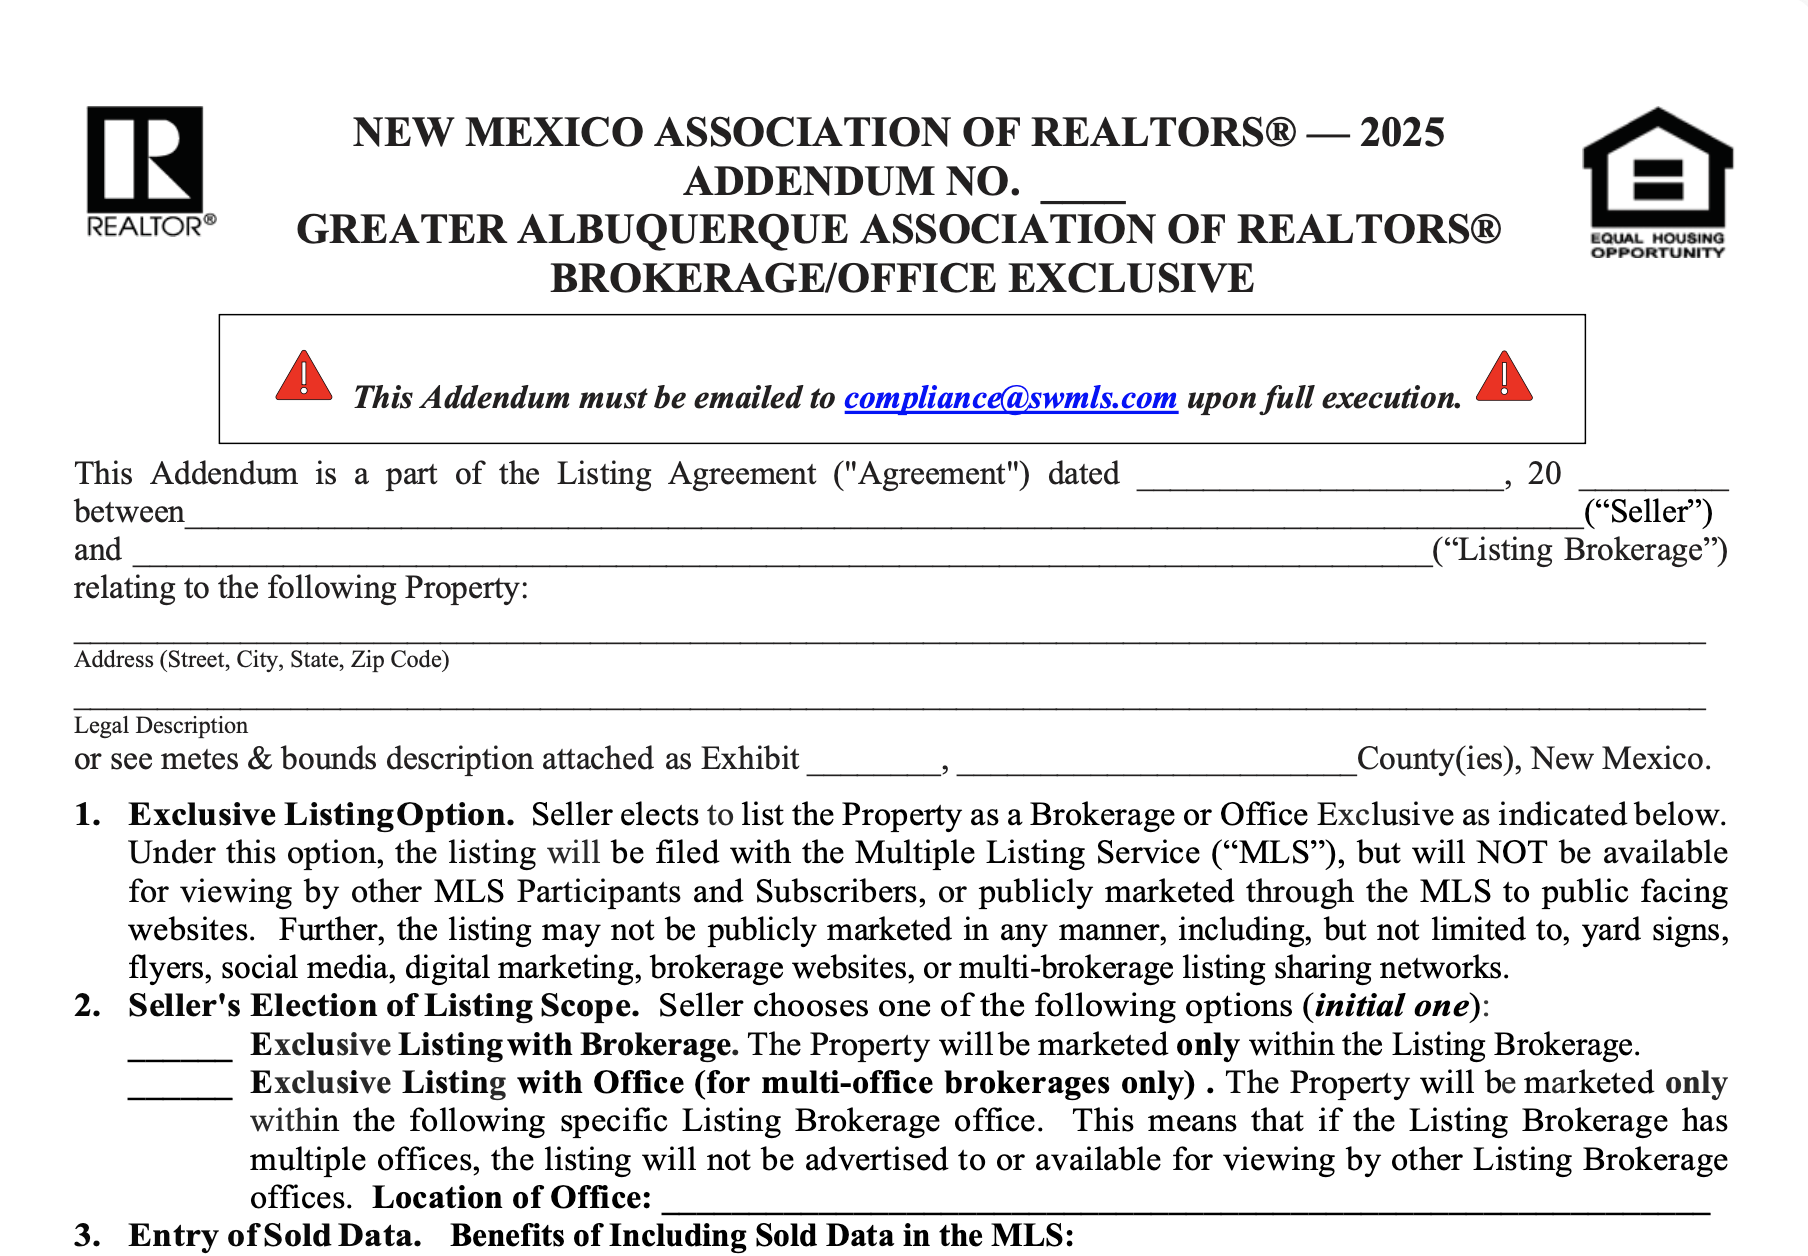 NEW MEXICO ASSOCIATION OF REALTORS® — 2025
ADDENDUM NO. ____
GREATER ALBUQUERQUE ASSOCIATION OF REALTORS®
BROKERAGE/OFFICE EXCLUSIVE
REALTOR®
EQUAL HOUSING
OPPORTUNITY
This Addendum must be emailed to compliance@swmls.com upon full execution.
This Addendum is a part of the Listing Agreement ("Agreement") dated ______________________, 20 _________
between____________________________________________________________________________________(“Seller”)
and ______________________________________________________________________________(“Listing Brokerage”)
relating to the following Property:
__________________________________________________________________________________________________
Address (Street, City, State, Zip Code)
__________________________________________________________________________________________________
Legal Description
or see metes & bounds description attached as Exhibit ________, ________________________County(ies), New Mexico.
1. Exclusive Listing Option. Seller elects to list the Property as a Brokerage or Office Exclusive as indicated below.
Under this option, the listing will be filed with the Multiple Listing Service (“MLS”), but will NOT be available
for viewing by other MLS Participants and Subscribers, or publicly marketed through the MLS to public facing
websites. Further, the listing may not be publicly marketed in any manner, including, but not limited to, yard signs,
flyers, social media, digital marketing, brokerage websites, or multi-brokerage listing sharing networks.
2. Seller's Election of Listing Scope. Seller chooses one of the following options (initial one):
______ Exclusive Listing with Brokerage. The Property will be marketed only within the Listing Brokerage.
______ Exclusive Listing with Office (for multi-office brokerages only) . The Property will be marketed only
within the following specific Listing Brokerage office. This means that if the Listing Brokerage has
multiple offices, the listing will not be advertised to or available for viewing by other Listing Brokerage
offices. Location of Office: _______________________________________________________________
3. Entry of Sold Data. Benefits of Including Sold Data in the MLS: